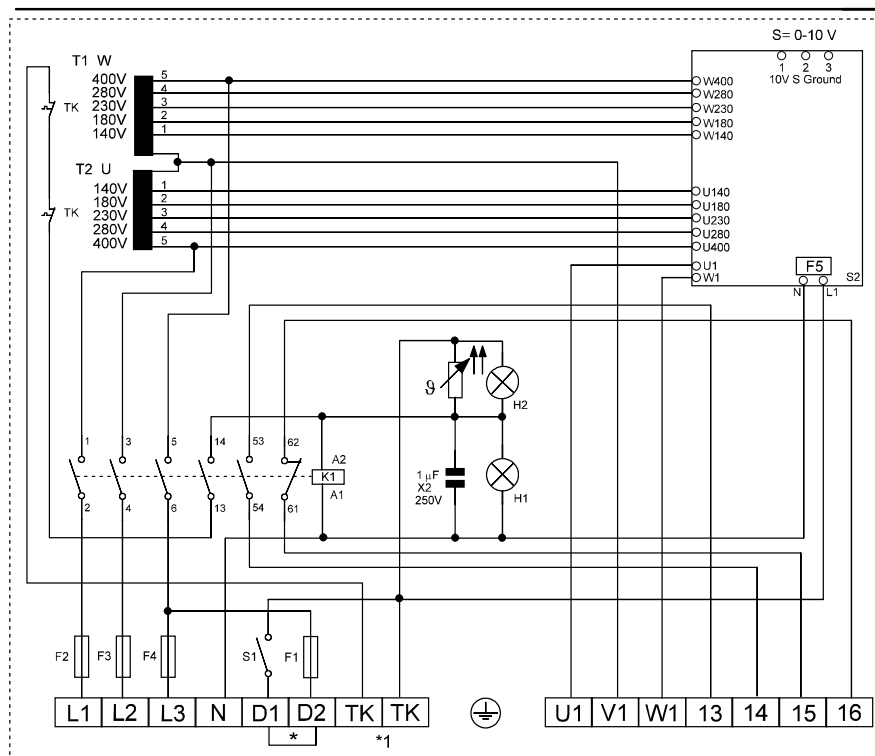 S= 0-10 V
1 2 3
10V S Ground
T1 W
400V 5
280V 4
230V 3
180V 2
140V 1
TK
W400
W280
W230
W180
W140
T2 U
140V 1
180V 2
230V 3
280V 4
400V 5
TK
U140
U180
U230
U280
U400
U1
W1
F5
S2
N L1
ϑ
H2
1 3 5 14 53 62
A2
K1
A1
2 4 6 13 54 61
1 μF
X2
250V
H1
F2 F3 F4 S1 F1
L1 L2 L3 N D1 D2 TK TK U1 V1 W1 13 14 15 16
* *1